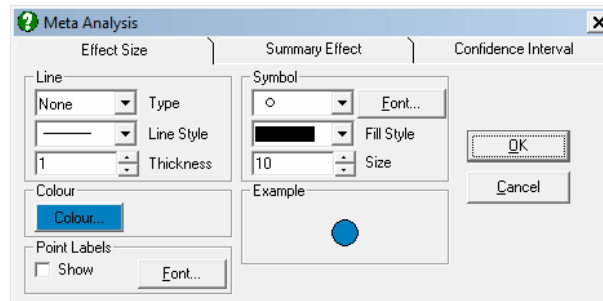 Meta Analysis
Effect Size
Summary Effect
Confidence Interval
Line
None
Type
Line Style
1
Thickness
Symbol
Font...
Fill Style
10
Size
Colour
Colour...
Example
Point Labels
Show
Font...
OK
Cancel